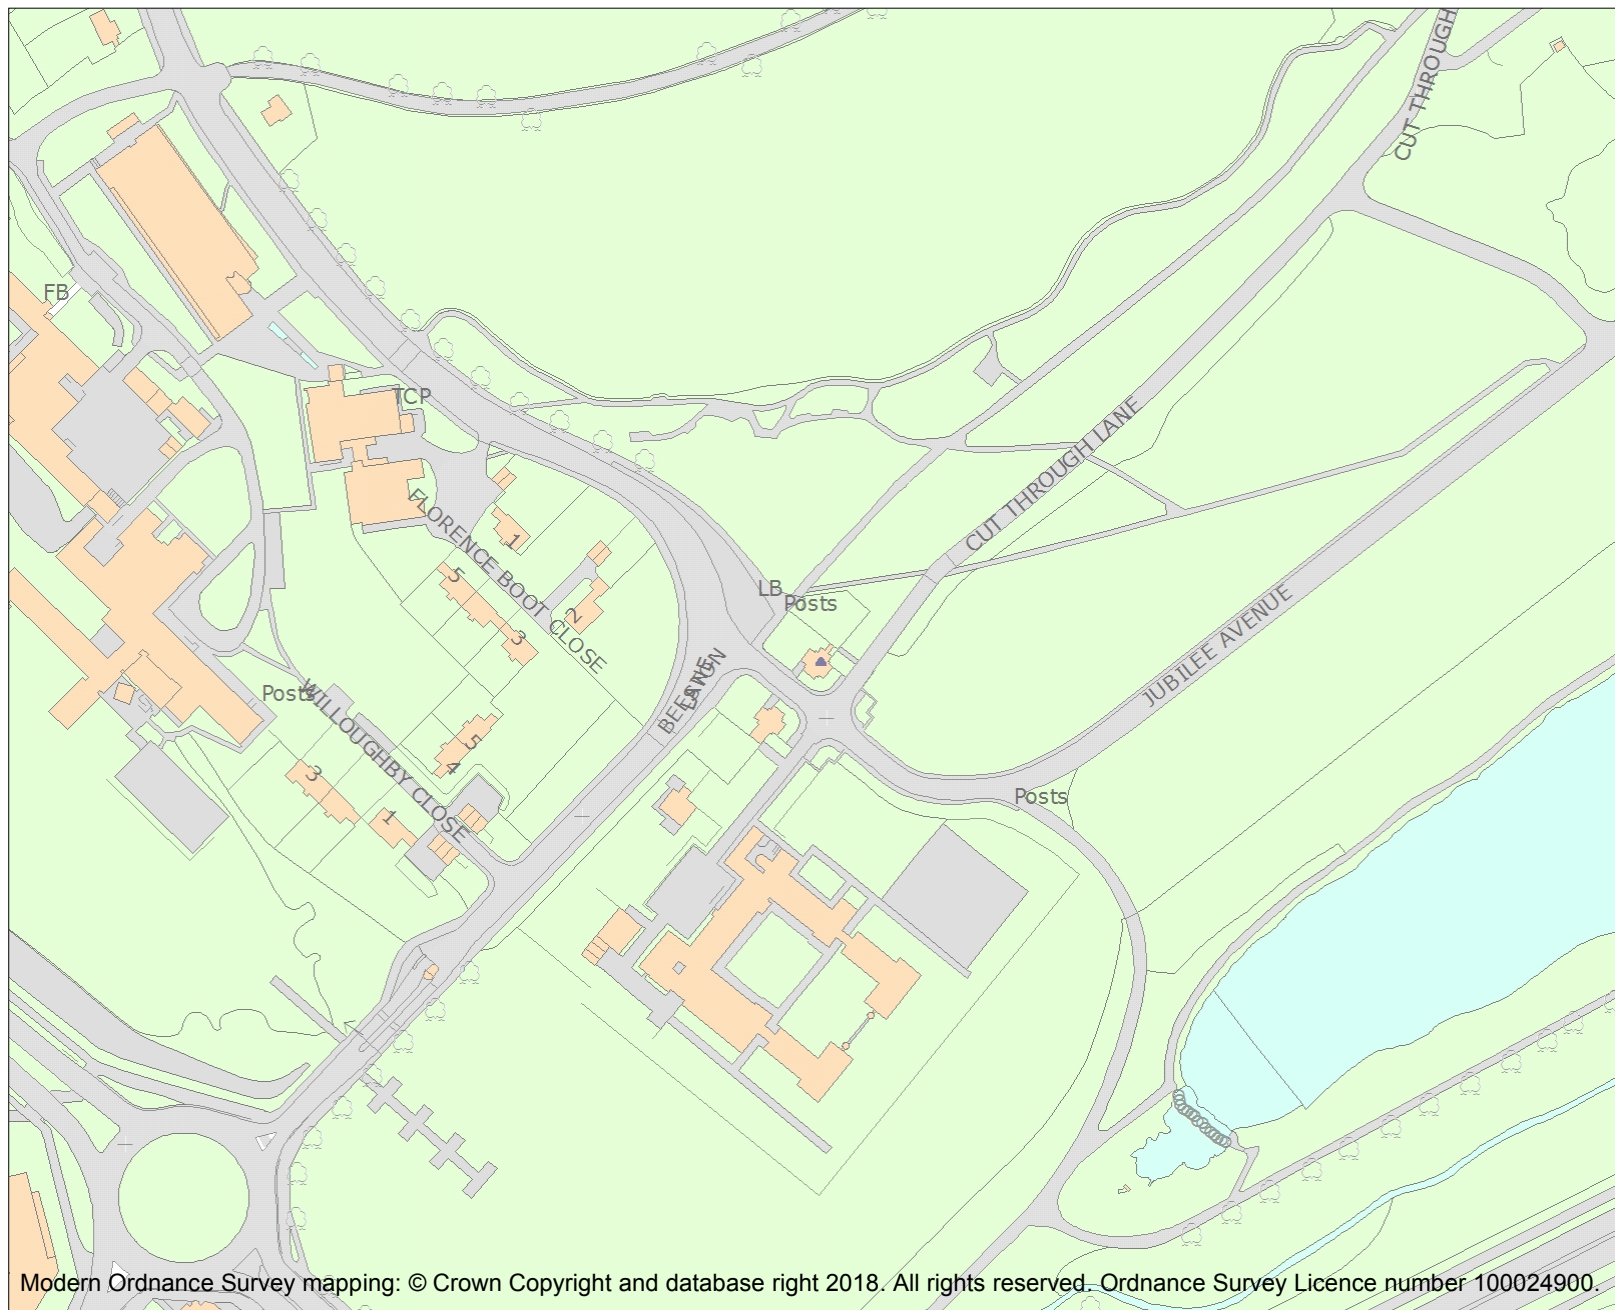 CUT THROUGH
FB
TCP
CUT THROUGH LANE
FLORENCE BOOT CLOSE
1
5
2
3
LB
Posts
JUBILEE AVENUE
BEESTON
LANE
Posts
WILLOUGHBY CLOSE
5
4
3
1
Posts
Modern Ordnance Survey mapping: © Crown Copyright and database right 2018. All rights reserved. Ordnance Survey Licence number 100024900.